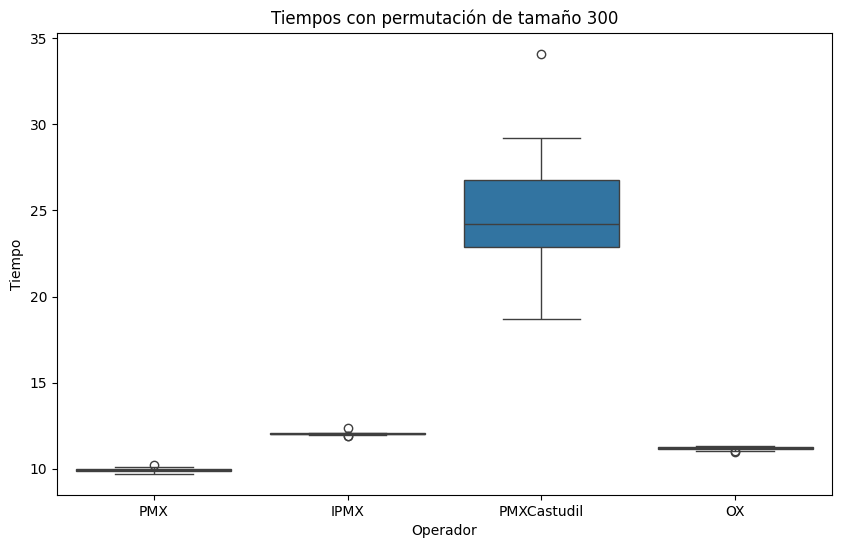 Tiempos con permutación de tamaño 300
35
30
25
20
15
10
Tiempo
PMX
IPMX
PMXCastudil
OX
Operador